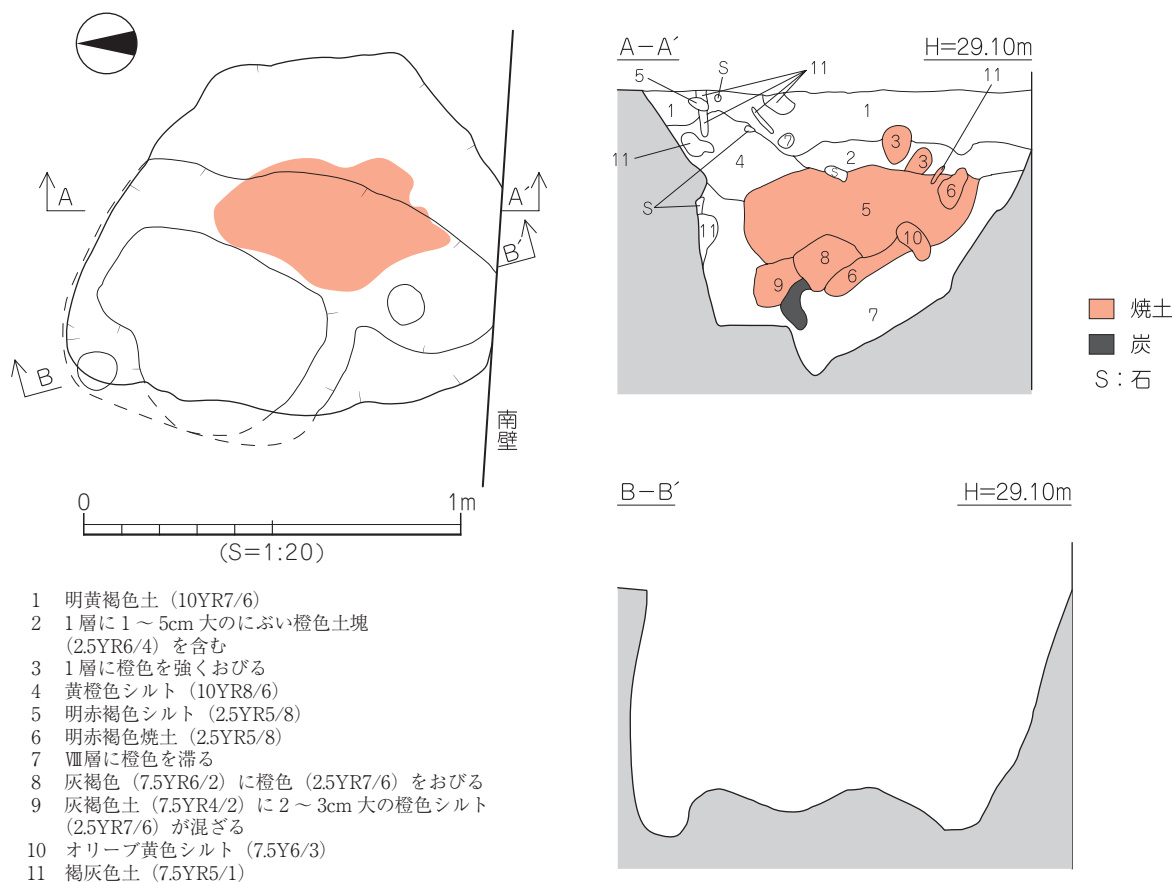 A
A´
B´
B
南壁
0
1m
(S=1:20)
A－A´
H=29.10m
S
11
5
11
1
1
3
7
2
3
11
4
S
6
5
S
11
10
8
6
9
7
焼土
炭
S：石
B－B´
H=29.10m
1 明黄褐色土（10YR7/6）
2 1層に1～5cm大のにぶい橙色土塊
（2.5YR6/4）を含む
3 1層に橙色を強くおびる
4 黄橙色シルト（10YR8/6）
5 明赤褐色シルト（2.5YR5/8）
6 明赤褐色焼土（2.5YR5/8）
7 Ⅷ層に橙色を滞る
8 灰褐色（7.5YR6/2）に橙色（2.5YR7/6）をおびる
9 灰褐色土（7.5YR4/2）に2～3cm大の橙色シルト
（2.5YR7/6）が混ざる
10 オリーブ黄色シルト（7.5Y6/3）
11 褐灰色土（7.5YR5/1）